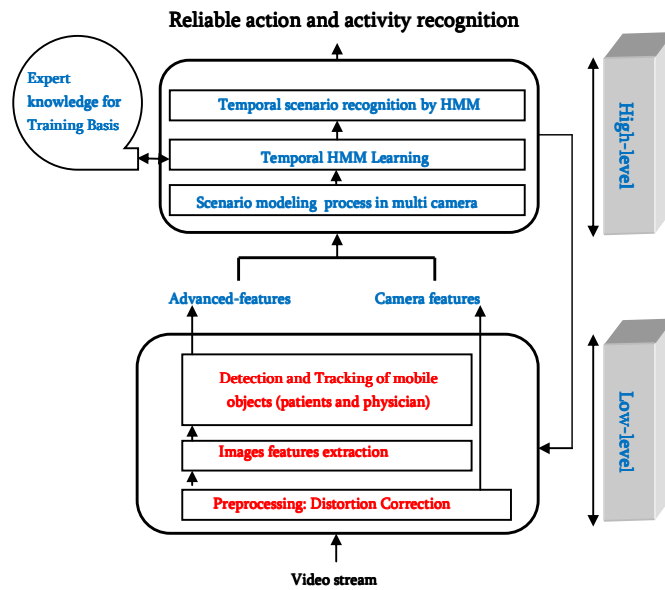 Reliable action and activity recognition
Expert
knowledge for
Training Basis
Temporal scenario recognition by HMM
Temporal HMM Learning
Scenario modeling process in multi camera
High-level
Advanced-features
Camera features
Detection and Tracking of mobile
objects (patients and physician)
Images features extraction
Preprocessing: Distortion Correction
Low-level
Video stream